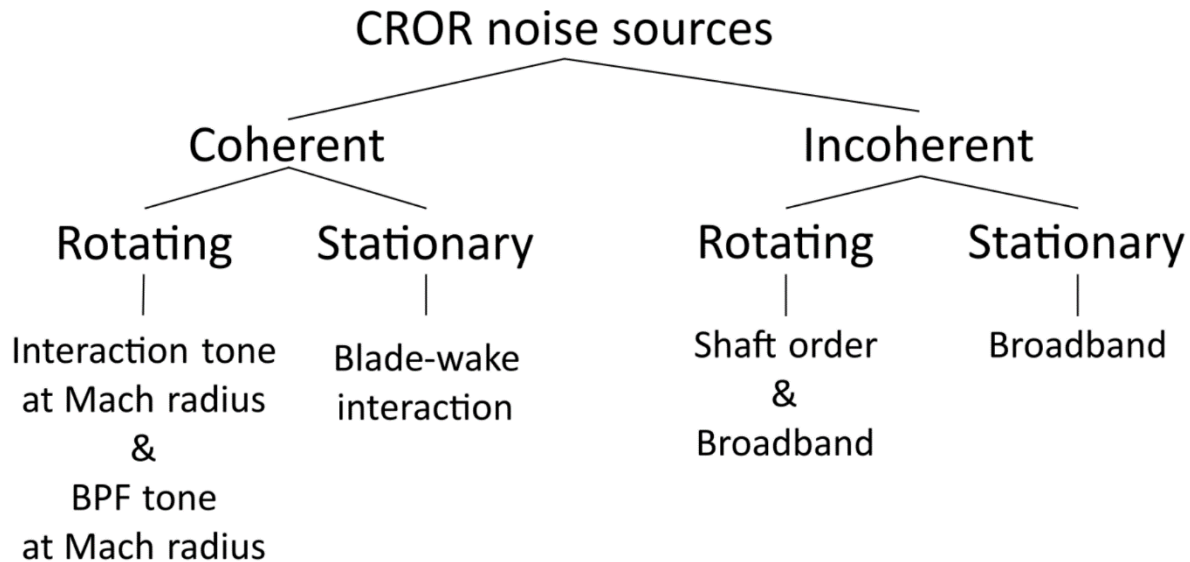 CROR noise sources
Coherent
Incoherent
Rotating
Stationary
Rotating
Stationary
Interaction tone
at Mach radius
&
BPF tone
at Mach radius
Blade-wake
interaction
Shaft order
&
Broadband
Broadband